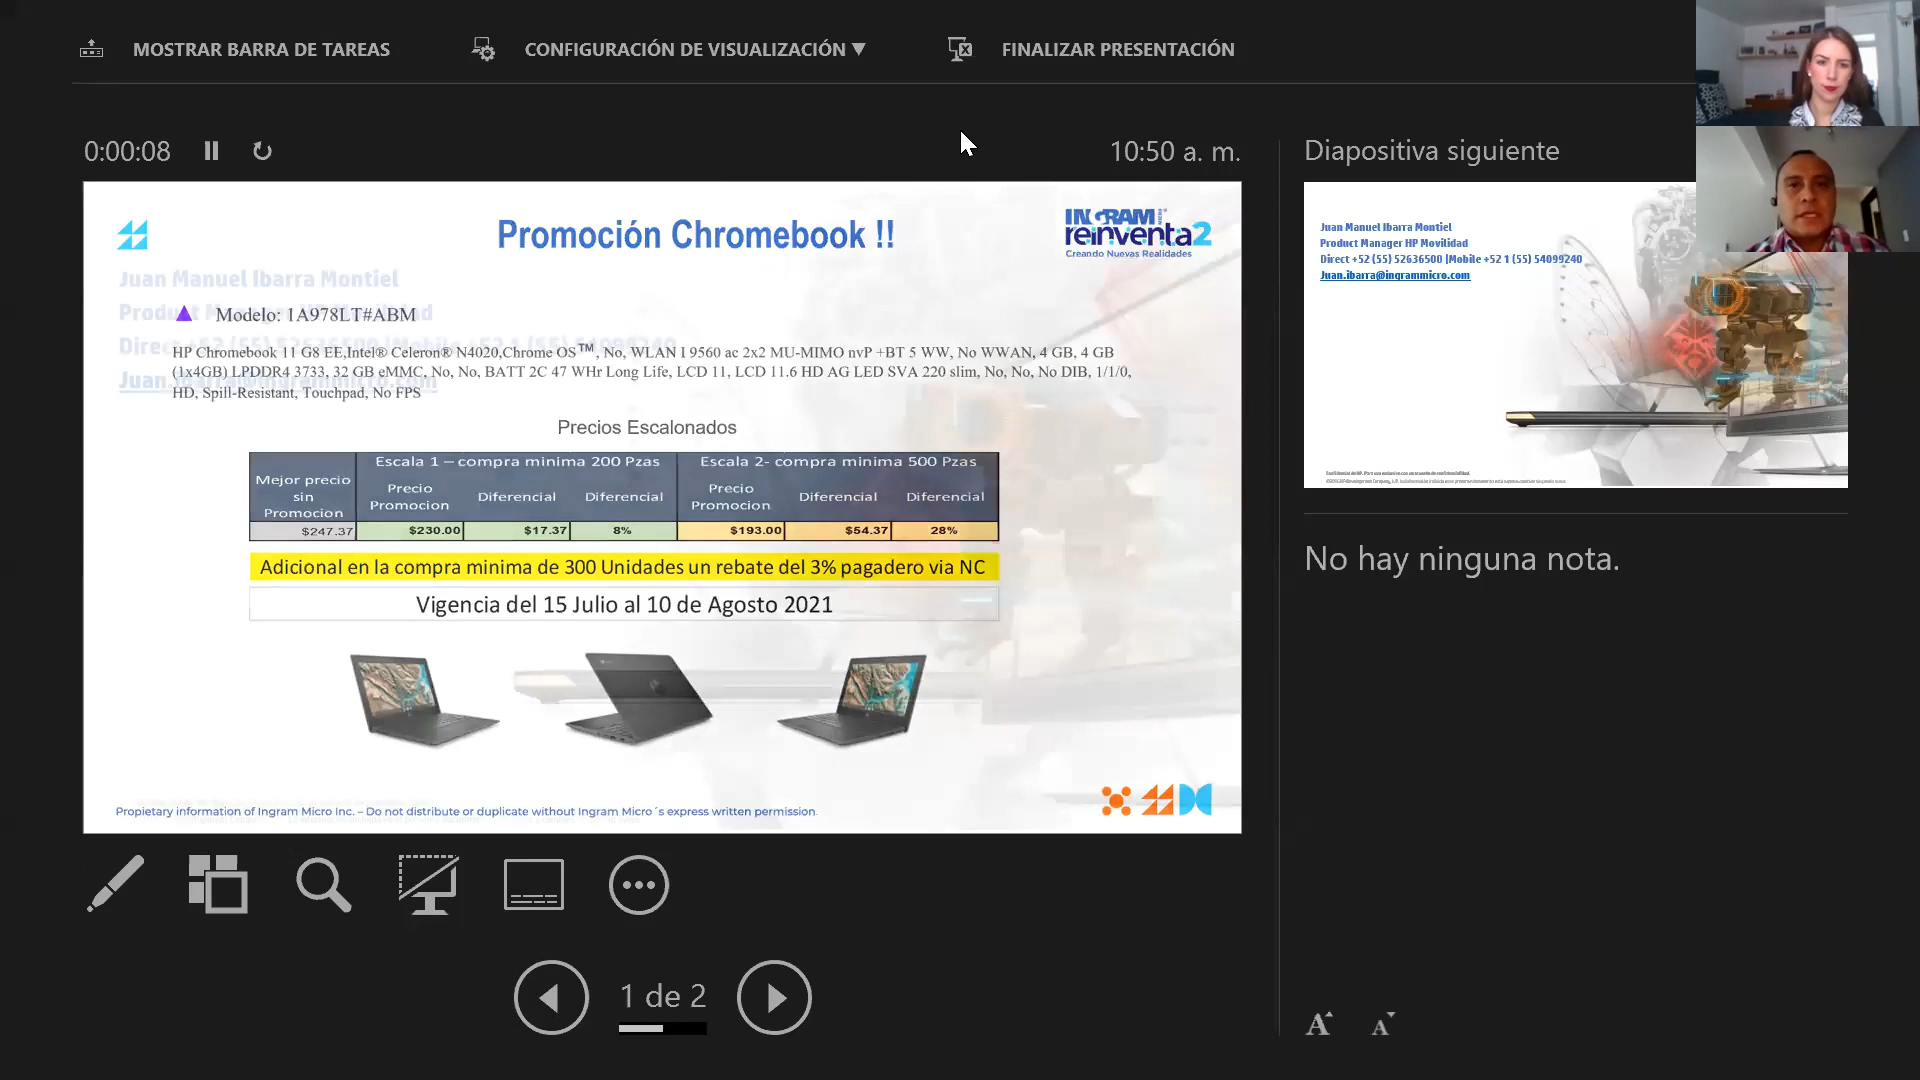 MOSTRAR BARRA DE TAREAS
CONFIGURACIÓN DE VISUALIZACIÓN ▼
FINALIZAR PRESENTACIÓN
0:00:08
10:50 a. m.
Promoción Chromebook !!
INGRAM MICRO
reinventa2
Creando Nuevas Realidades
Juan Manuel Ibarra Montiel
Modelo: 1A978LT#ABM
HP Chromebook 11 G8 EE,Intel® Celeron® N4020,Chrome OS™, No, WLAN I 9560 ac 2x2 MU-MIMO nvP +BT 5 WW, No WWAN, 4 GB, 4 GB
(1x4GB) LPDDR4 3733, 32 GB eMMC, No, No, BATT 2C 47 WHr Long Life, LCD 11, LCD 11.6 HD AG LED SVA 220 slim, No, No, No DIB, 1/1/0,
HD, Spill-Resistant, Touchpad, No FPS
Precios Escalonados
Mejor precio
sin
Promocion
Escala 1 – compra minima 200 Pzas
Escala 2- compra minima 500 Pzas
Precio
Promocion
Diferencial
Diferencial
Precio
Promocion
Diferencial
Diferencial
$247.37
$230.00
$17.37
8%
$193.00
$54.37
28%
Adicional en la compra minima de 300 Unidades un rebate del 3% pagadero via NC
Vigencia del 15 Julio al 10 de Agosto 2021
Propietary information of Ingram Micro Inc. – Do not distribute or duplicate without Ingram Micro´s express written permission.
1 de 2
Diapositiva siguiente
Juan Manuel Ibarra Montiel
Product Manager HP Movilidad
Direct +52 (55) 52636500 |Mobile +52 1 (55) 54099240
Juan.ibarra@ingrammicro.com
No hay ninguna nota.
A
A